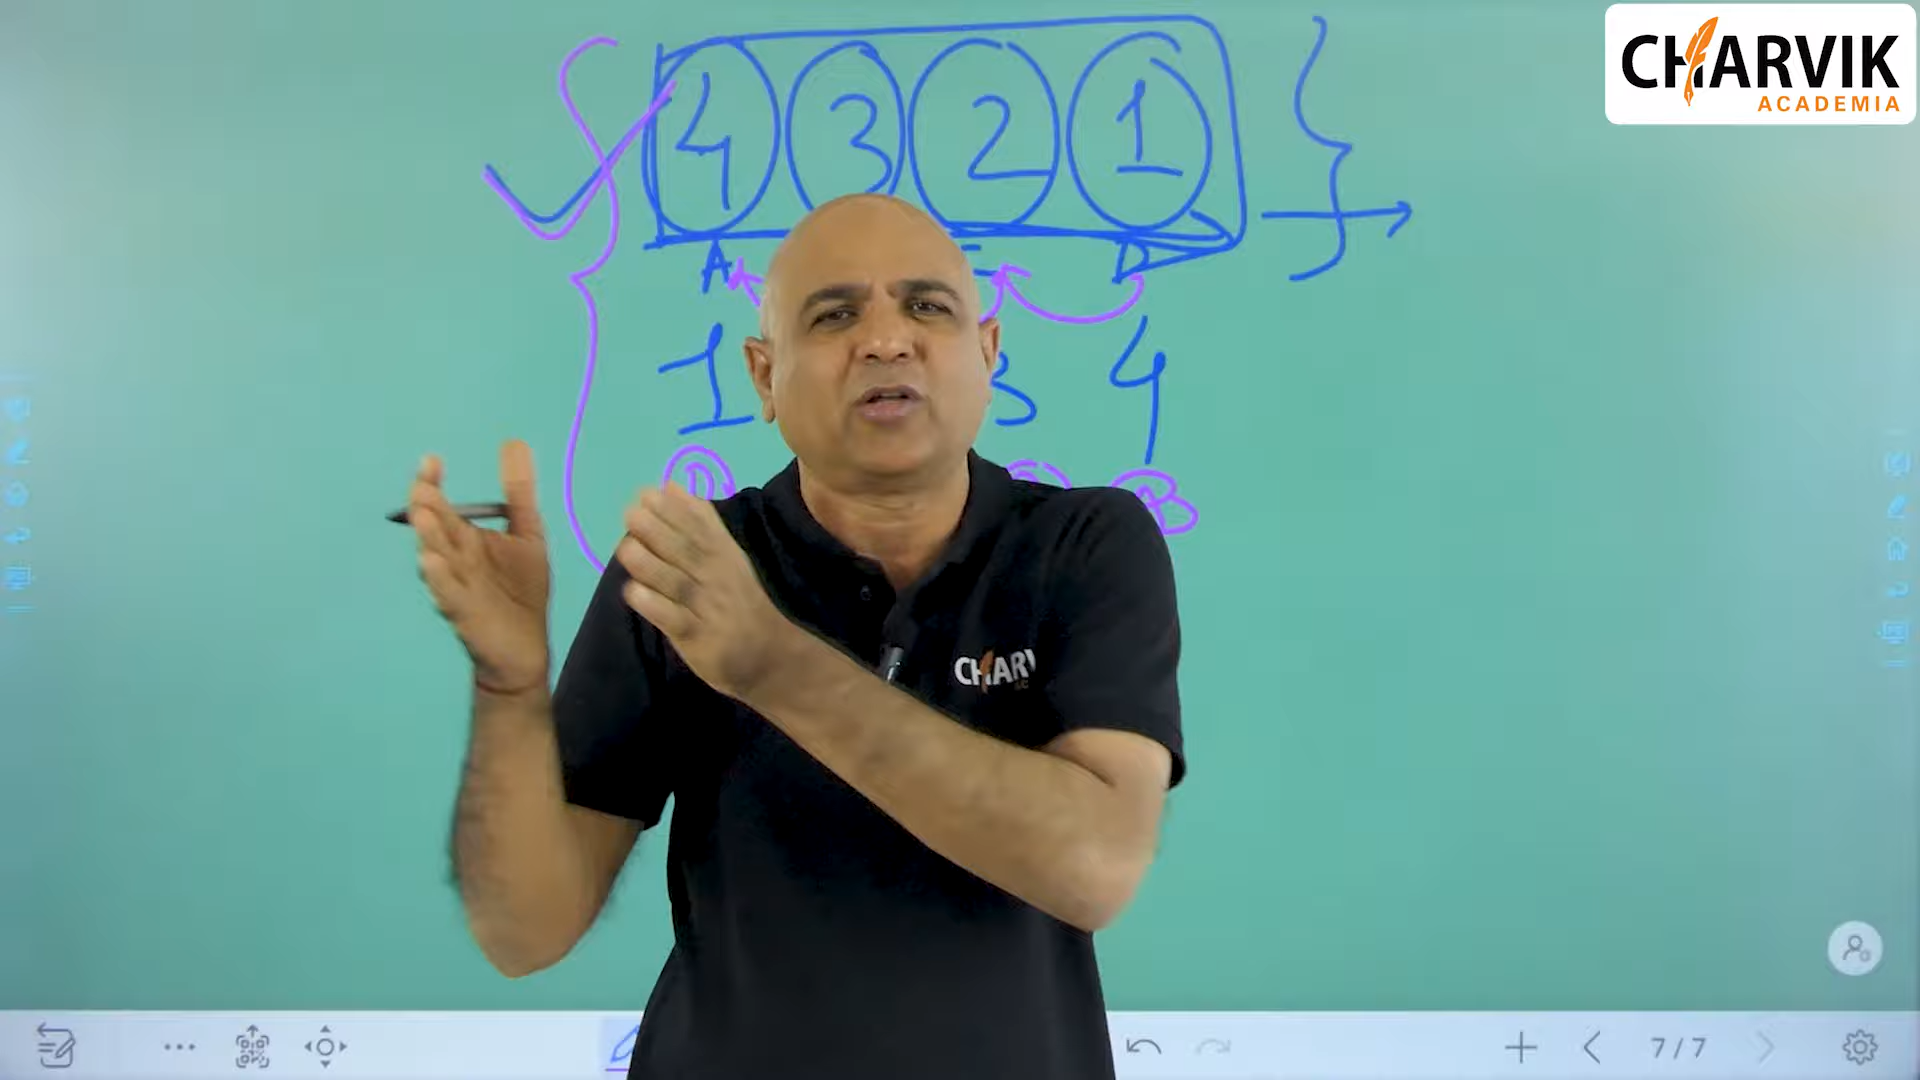 CHARVIK
ACADEMIA
4 3 2 1
A D
1 3 4
D
CHARV
7/7